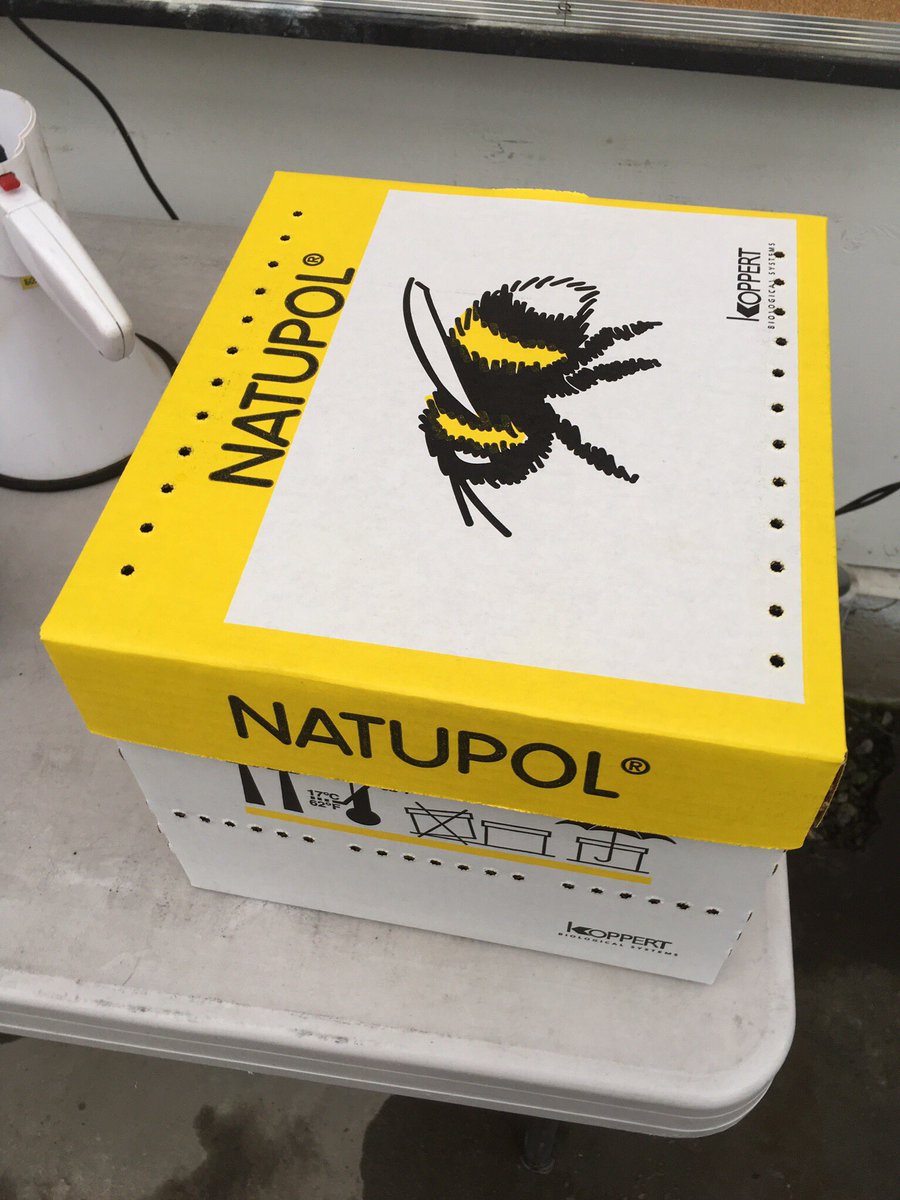 NATUPOL®
KOPPERT
BIOLOGICAL SYSTEMS
NATUPOL®
17°C
62°F
KOPPERT
BIOLOGICAL SYSTEMS